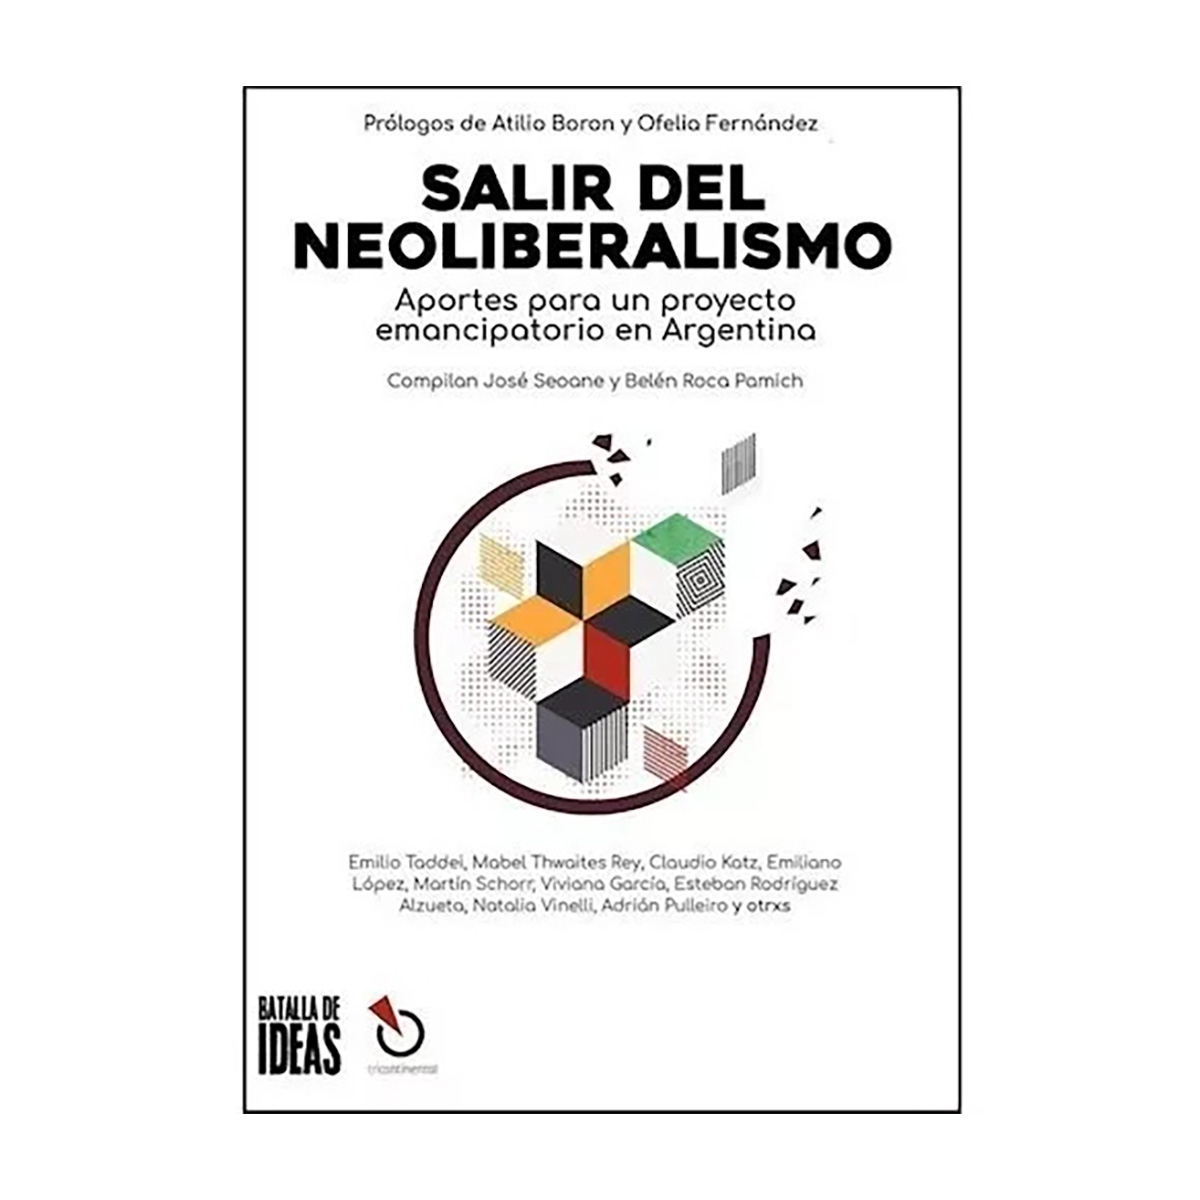 Prólogos de Atilio Boron y Ofelia Fernández
SALIR DEL
NEOLIBERALISMO
Aportes para un proyecto
emancipatorio en Argentina
Compilan José Seoane y Belén Roca Pamich
Emilio Taddei, Mabel Thwaites Rey, Claudio Katz, Emiliano
López, Martín Schorr, Viviana García, Esteban Rodríguez
Alzueta, Natalia Vinelli, Adrián Pulleiro y otrxs
BATALLA DE
IDEAS
tricontinental